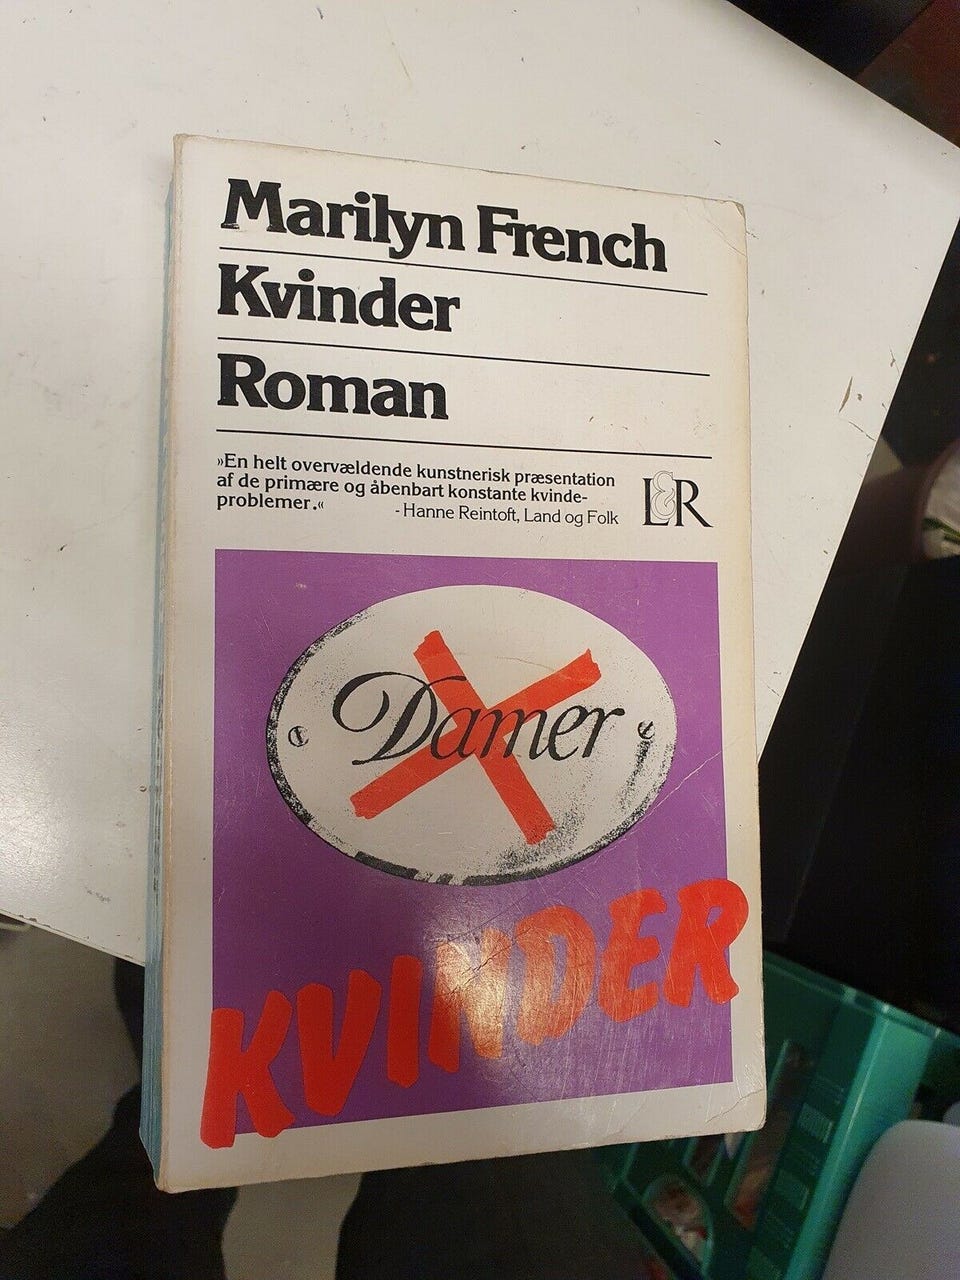 Marilyn French
Kvinder
Roman
»En helt overvældende kunstnerisk præsentation
af de primære og åbenbart konstante kvinde-
problemer.«
- Hanne Reintoft, Land og Folk
L&R
Damer
KVINDER